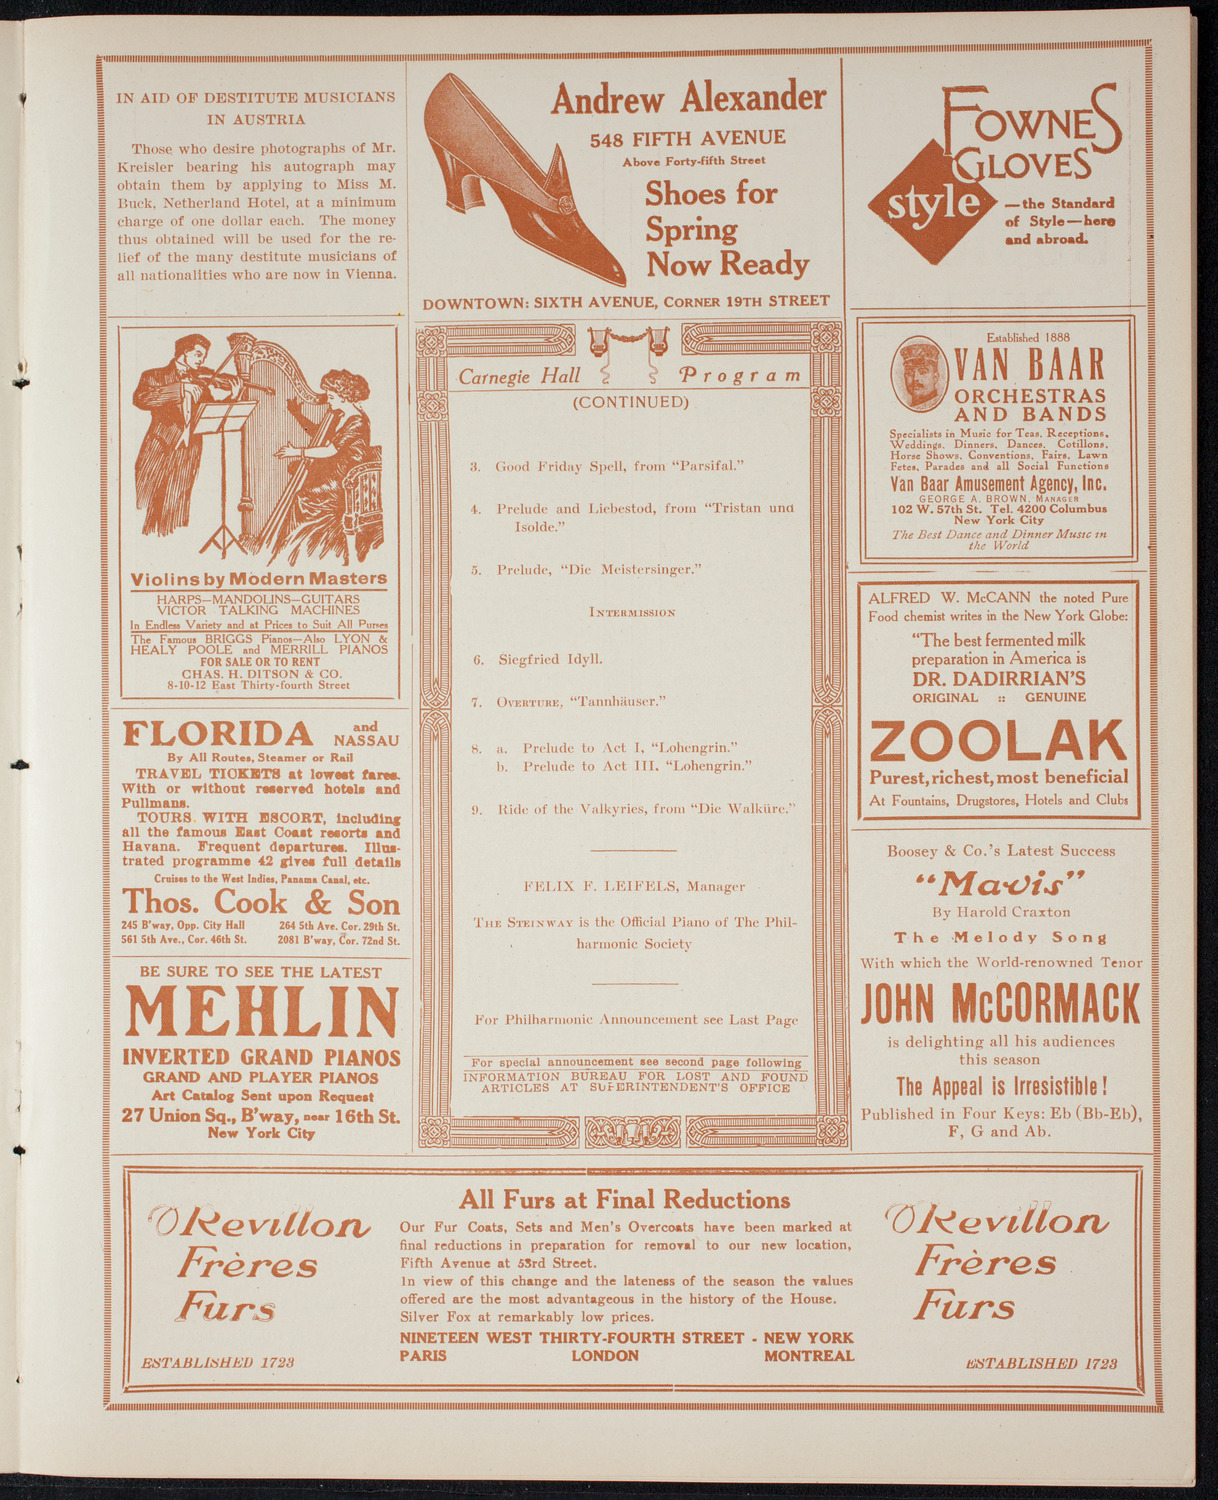 IN AID OF DESTITUTE MUSICIANS
IN AUSTRIA
Those who desire photographs of Mr.
Kreisler bearing his autograph may
obtain them by applying to Miss M.
Buck, Netherland Hotel, at a minimum
charge of one dollar each. The money
thus obtained will be used for the re-
lief of the many destitute musicians of
all nationalities who are now in Vienna.
Andrew Alexander
548 FIFTH AVENUE
Above Forty-fifth Street
Shoes for
Spring
Now Ready
DOWNTOWN: SIXTH AVENUE, CORNER 19TH STREET
FOWNES
GLOVES
style
—the Standard
of Style—here
and abroad.
Violins by Modern Masters
HARPS—MANDOLINS—GUITARS
VICTOR TALKING MACHINES
In Endless Variety and at Prices to Suit All Purses
The Famous BRIGGS Pianos—Also LYON &
HEALY POOLE and MERRILL PIANOS
FOR SALE OR TO RENT
CHAS. H. DITSON & CO.
8-10-12 East Thirty-fourth Street
FLORIDA and
NASSAU
By All Routes, Steamer or Rail
TRAVEL TICKETS at lowest fares.
With or without reserved hotels and
Pullmans.
TOURS WITH ESCORT, including
all the famous East Coast resorts and
Havana. Frequent departures. Illus-
trated programme 42 gives full details
Cruises to the West Indies, Panama Canal, etc.
Thos. Cook & Son
245 B'way, Opp. City Hall 264 5th Ave. Cor. 29th St.
561 5th Ave., Cor. 46th St. 2081 B'way, Cor. 72nd St.
BE SURE TO SEE THE LATEST
MEHLIN
INVERTED GRAND PIANOS
GRAND AND PLAYER PIANOS
Art Catalog Sent upon Request
27 Union Sq., B'way, near 16th St.
New York City
Carnegie Hall Program
(CONTINUED)
3. Good Friday Spell, from "Parsifal."
4. Prelude and Liebestod, from "Tristan und
Isolde."
5. Prelude, "Die Meistersinger."
INTERMISSION
6. Siegfried Idyll.
7. OVERTURE, "Tannhäuser."
8. a. Prelude to Act I, "Lohengrin."
b. Prelude to Act III, "Lohengrin."
9. Ride of the Valkyries, from "Die Walküre."
FELIX F. LEIFELS, Manager
THE STEINWAY is the Official Piano of The Phil-
harmonic Society
For Philharmonic Announcement see Last Page
For special announcement see second page following
INFORMATION BUREAU FOR LOST AND FOUND
ARTICLES AT SUPERINTENDENT'S OFFICE
Established 1888
VAN BAAR
ORCHESTRAS
AND BANDS
Specialists in Music for Teas, Receptions,
Weddings, Dinners, Dances, Cotillons,
Horse Shows, Conventions, Fairs, Lawn
Fetes, Parades and all Social Functions
Van Baar Amusement Agency, Inc.
GEORGE A. BROWN, MANAGER
102 W. 57th St. Tel. 4200 Columbus
New York City
The Best Dance and Dinner Music in
the World
ALFRED W. McCANN the noted Pure
Food chemist writes in the New York Globe:
"The best fermented milk
preparation in America is
DR. DADIRRIAN'S
ORIGINAL :: GENUINE
ZOOLAK
Purest, richest, most beneficial
At Fountains, Drugstores, Hotels and Clubs
Boosey & Co.'s Latest Success
"Mavis"
By Harold Craxton
The Melody Song
With which the World-renowned Tenor
JOHN McCORMACK
is delighting all his audiences
this season
The Appeal is Irresistible!
Published in Four Keys: Eb (Bb-Eb),
F, G and Ab.
Revillon
Frères
Furs
ESTABLISHED 1723
All Furs at Final Reductions
Our Fur Coats, Sets and Men's Overcoats have been marked at
final reductions in preparation for removal to our new location,
Fifth Avenue at 53rd Street.
In view of this change and the lateness of the season the values
offered are the most advantageous in the history of the House.
Silver Fox at remarkably low prices.
NINETEEN WEST THIRTY-FOURTH STREET - NEW YORK
PARIS LONDON MONTREAL
Revillon
Frères
Furs
ESTABLISHED 1723